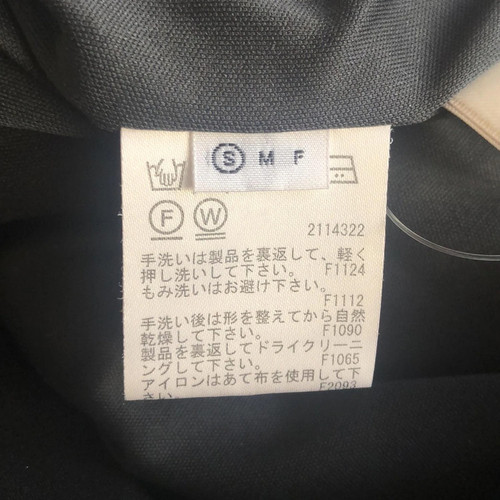 S M F
F W
2114322
手洗いは製品を裏返して、軽く
押し洗いして下さい。 F1124
もみ洗いはお避け下さい。
F1112
手洗い後は形を整えてから自然
乾燥して下さい。 F1090
製品を裏返してドライクリーニ
ングして下さい。 F1065
アイロンはあて布を使用して下
さい。 F2093